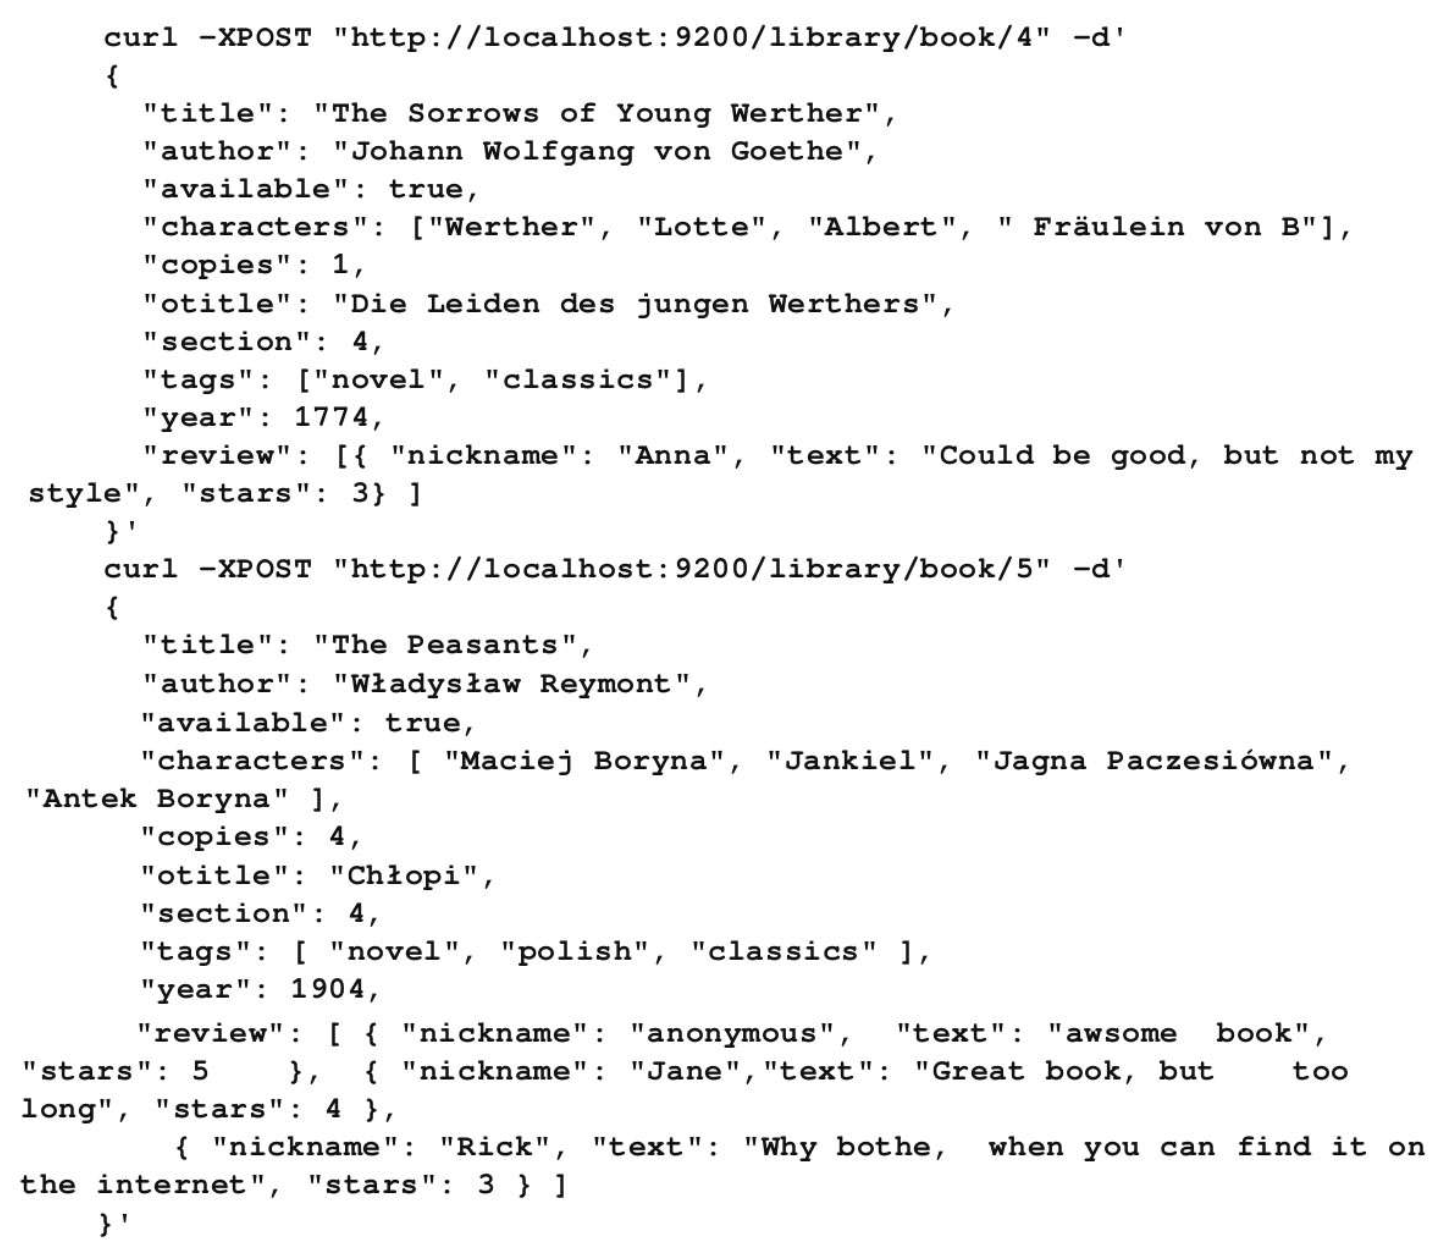 curl -XPOST "http://localhost:9200/library/book/4" -d'
{
"title": "The Sorrows of Young Werther",
"author": "Johann Wolfgang von Goethe",
"available": true,
"characters": ["Werther", "Lotte", "Albert", " Fräulein von B"],
"copies": 1,
"otitle": "Die Leiden des jungen Werthers",
"section": 4,
"tags": ["novel", "classics"],
"year": 1774,
"review": [{ "nickname": "Anna", "text": "Could be good, but not my
style", "stars": 3} ]
}'
curl -XPOST "http://localhost:9200/library/book/5" -d'
{
"title": "The Peasants",
"author": "Władysław Reymont",
"available": true,
"characters": [ "Maciej Boryna", "Jankiel", "Jagna Paczesiówna",
"Antek Boryna" ],
"copies": 4,
"otitle": "Chłopi",
"section": 4,
"tags": [ "novel", "polish", "classics" ],
"year": 1904,
"review": [ { "nickname": "anonymous", "text": "awsome book",
"stars": 5 }, { "nickname": "Jane","text": "Great book, but too
long", "stars": 4 },
{ "nickname": "Rick", "text": "Why bothe, when you can find it on
the internet", "stars": 3 } ]
}'